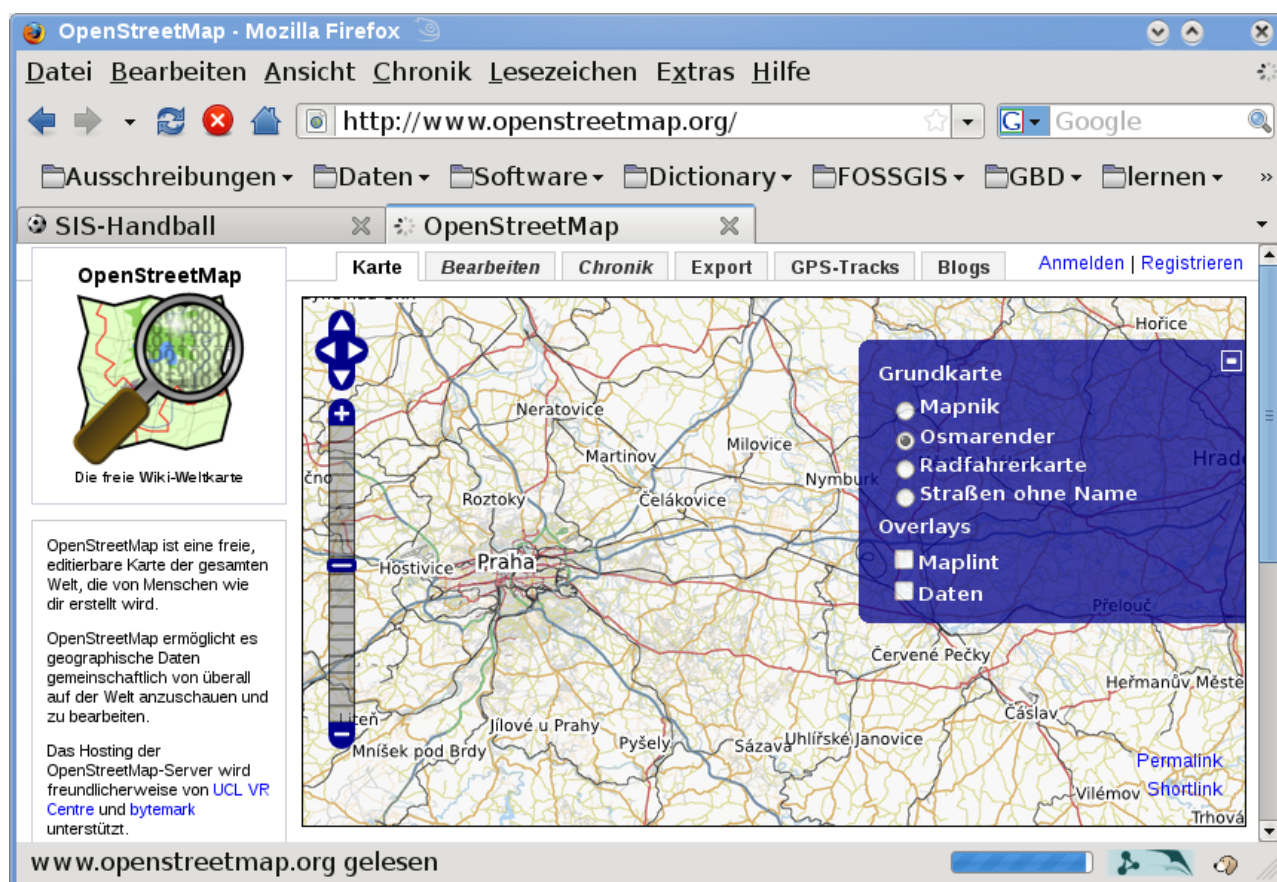 OpenStreetMap - Mozilla Firefox
Datei Bearbeiten Ansicht Chronik Lesezeichen Extras Hilfe
http://www.openstreetmap.org/
G Google
Ausschreibungen Daten Software Dictionary FOSSGIS GBD lernen »
SIS-Handball OpenStreetMap
OpenStreetMap
Die freie Wiki-Weltkarte
OpenStreetMap ist eine freie,
editierbare Karte der gesamten
Welt, die von Menschen wie
dir erstellt wird.
OpenStreetMap ermöglicht es
geographische Daten
gemeinschaftlich von überall
auf der Welt anzuschauen und
zu bearbeiten.
Das Hosting der
OpenStreetMap-Server wird
freundlicherweise von UCL VR
Centre und bytemark
unterstützt.
Karte Bearbeiten Chronik Export GPS-Tracks Blogs
Anmelden | Registrieren
Hořice
Neratovice
Milovice
Martinov
Nymburk
Roztoky
Čelákovice
Hostivice
Praha
Grundkarte
Mapnik
Osmarender
Radfahrerkarte
Straßen ohne Name
Overlays
Maplint
Daten
Hrad
Přelouč
Červené Pečky
Heřmanův Měste
Čáslav
Liteň
Jílové u Prahy
Mníšek pod Brdy
Pyšely
Sázava
Uhlířské Janovice
Permalink
Vilémov
Shortlink
Trhová
www.openstreetmap.org gelesen